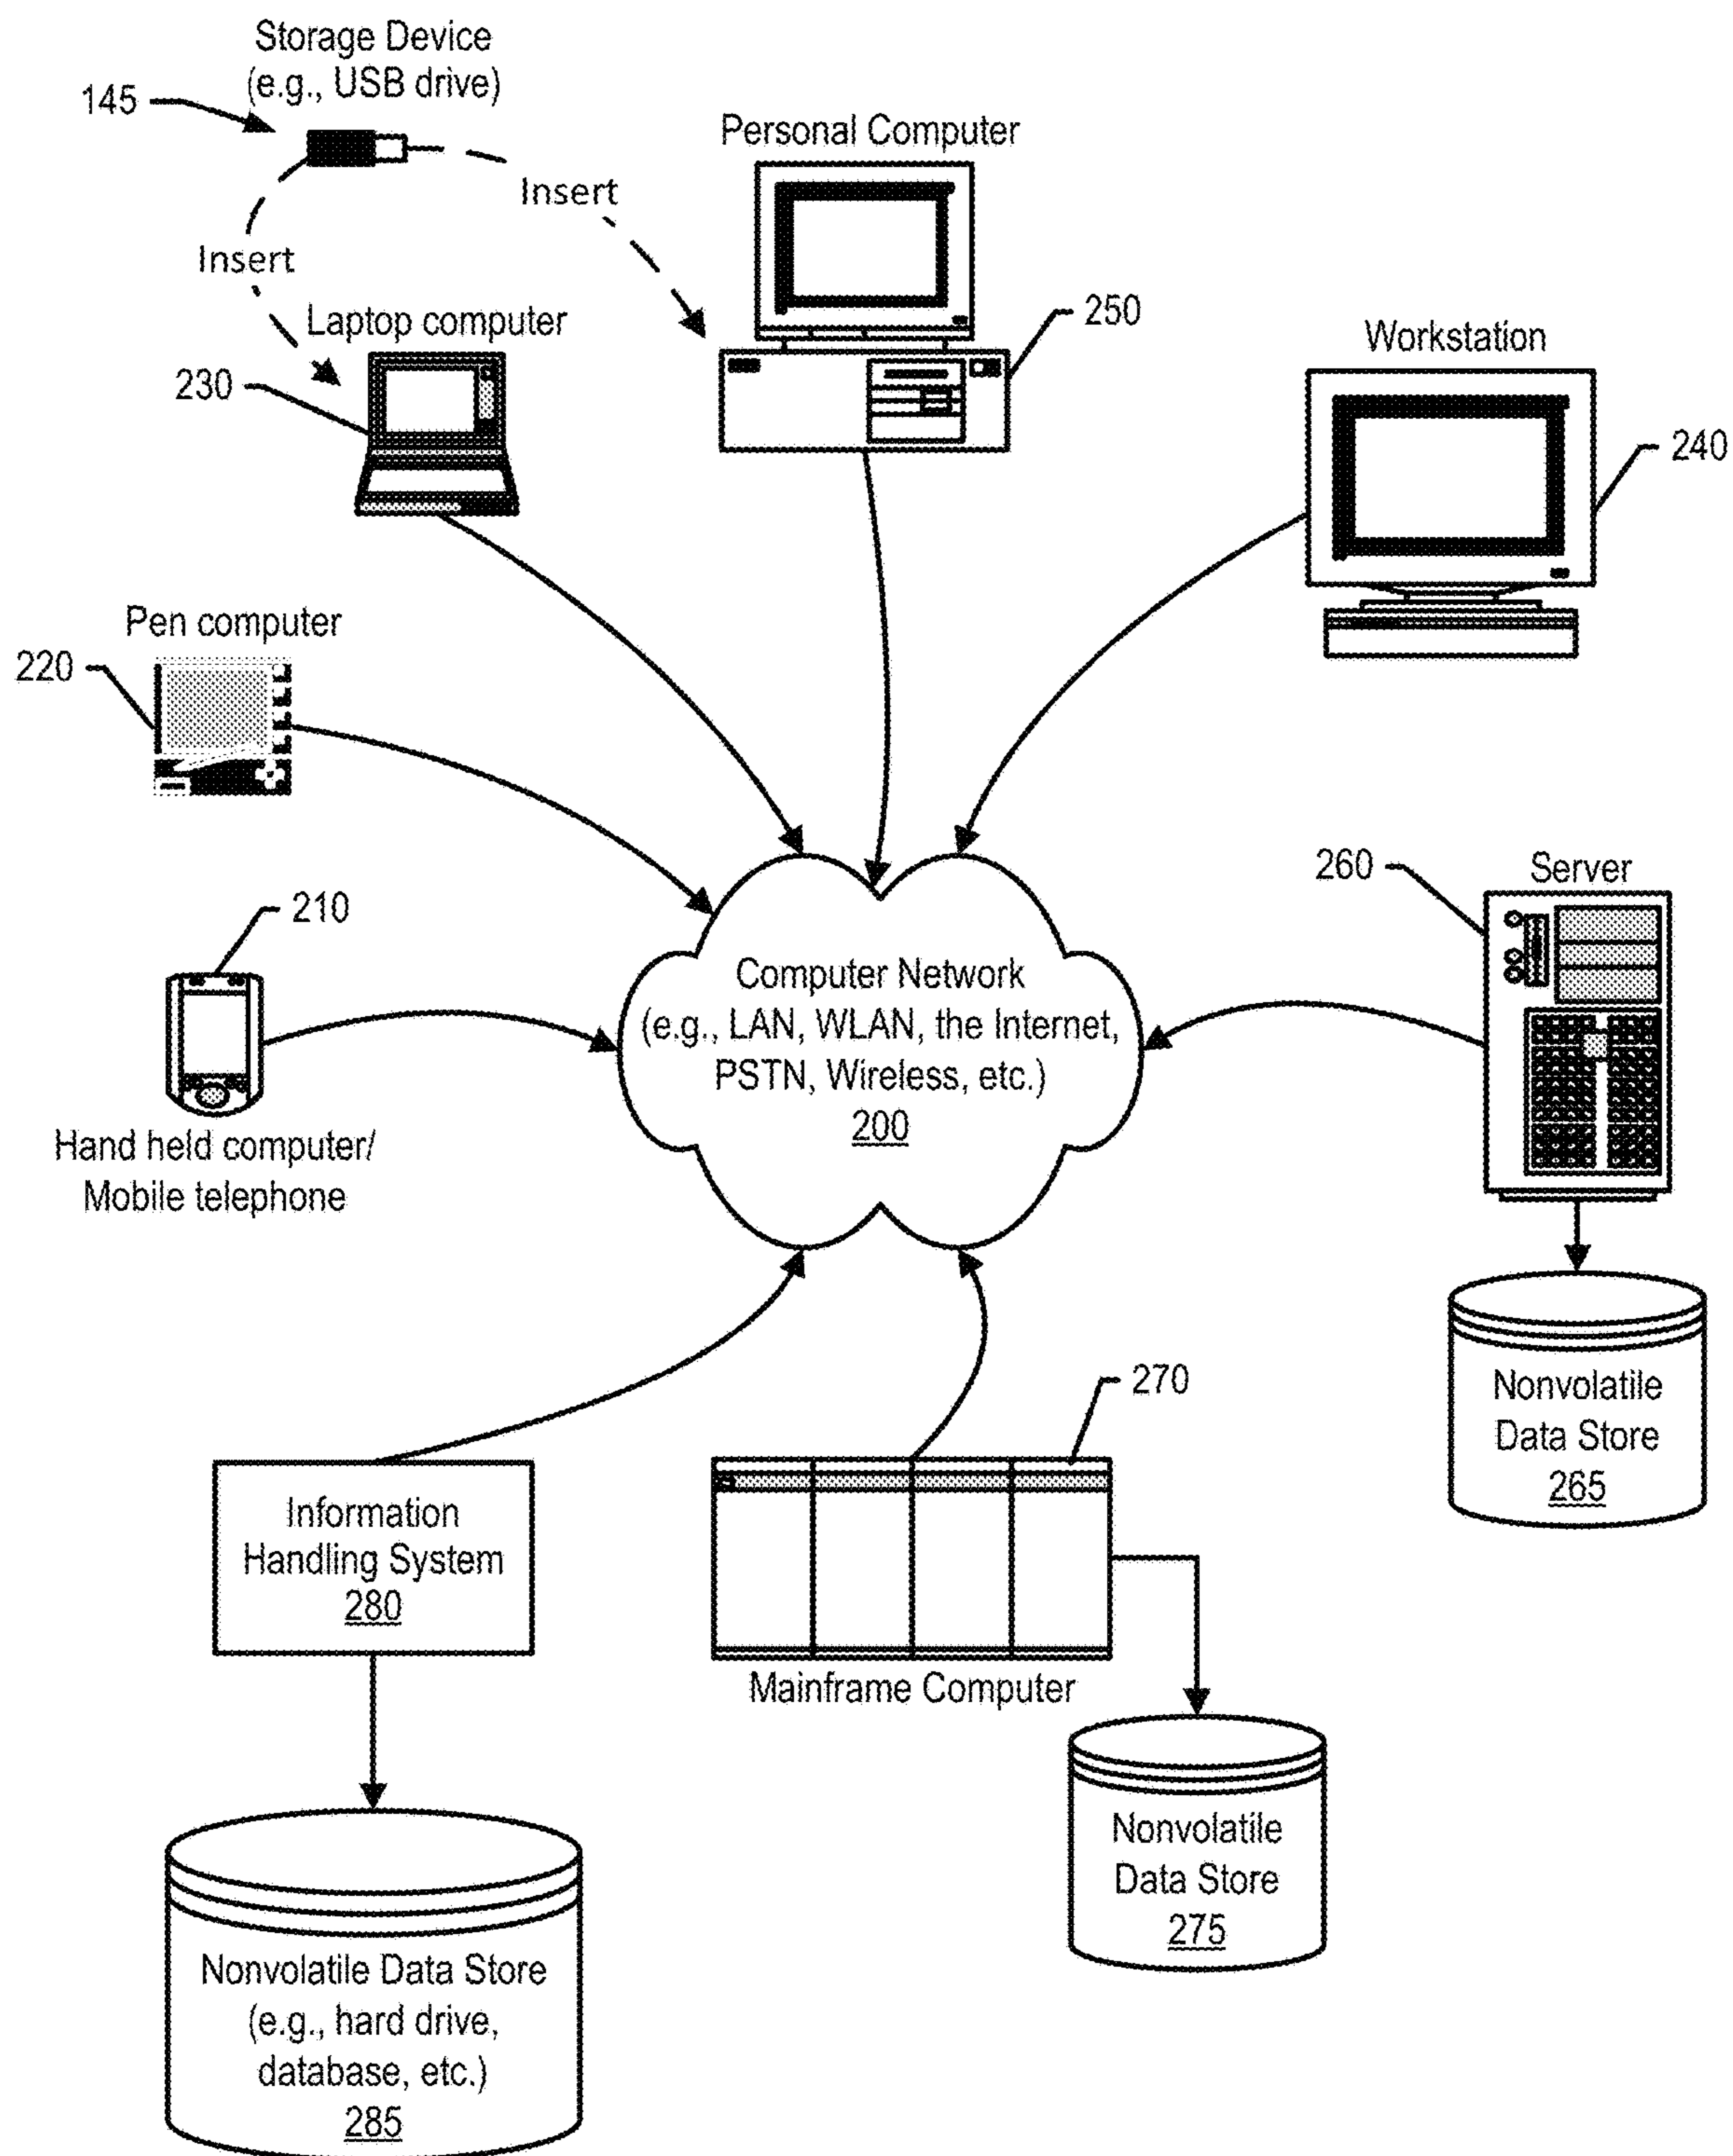 Storage Device
(e.g., USB drive)
145
Personal Computer
Insert
Insert
Laptop computer
250
Workstation
230
240
Pen computer
220
260
Server
210
Computer Network
(e.g., LAN, WLAN, the Internet,
PSTN, Wireless, etc.)
200
Hand held computer/
Mobile telephone
270
Nonvolatile
Data Store
265
Information
Handling System
280
Mainframe Computer
Nonvolatile
Data Store
275
Nonvolatile Data Store
(e.g., hard drive,
database, etc.)
285